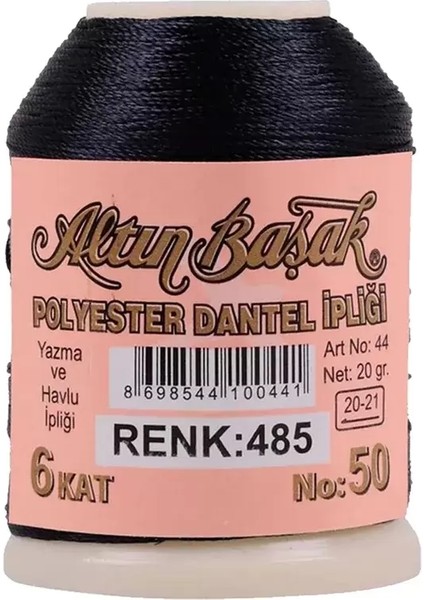 Altın Başak®
POLYESTER DANTEL İPLİĞİ
Yazma
ve
Havlu
İpliği
8 698544 100441
Art No: 44
Net: 20 gr.
20-21
RENK:485
6 KAT
No: 50